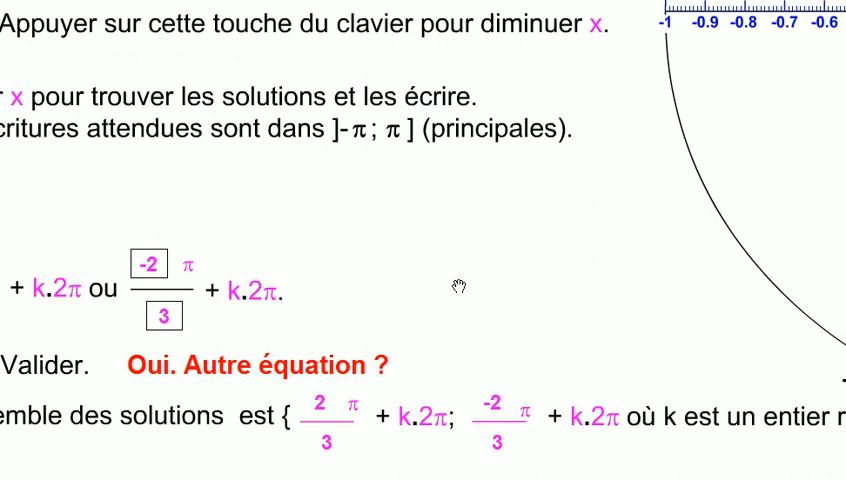 Appuyer sur cette touche du clavier pour diminuer x.
-1 -0.9 -0.8 -0.7 -0.6
x pour trouver les solutions et les écrire.
critures attendues sont dans ]-π; π ] (principales).
-2 π
+ k.2π ou + k.2π.
3
Valider. Oui. Autre équation ?
2 π -2 π
emble des solutions est { + k.2π; + k.2π où k est un entier r
3 3